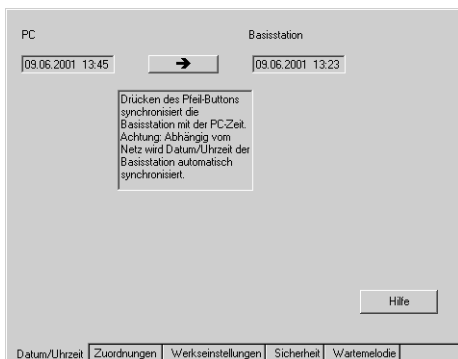 PC Basisstation
09.06.2001 13:45 09.06.2001 13:23
Drücken des Pfeil-Buttons
synchronisiert die
Basisstation mit der PC-Zeit.
Achtung: Abhängig vom
Netz wird Datum/Uhrzeit der
Basisstation automatisch
synchronisiert.
Hilfe
Datum/Uhrzeit Zuordnungen Werkseinstellungen Sicherheit Wartemelodie